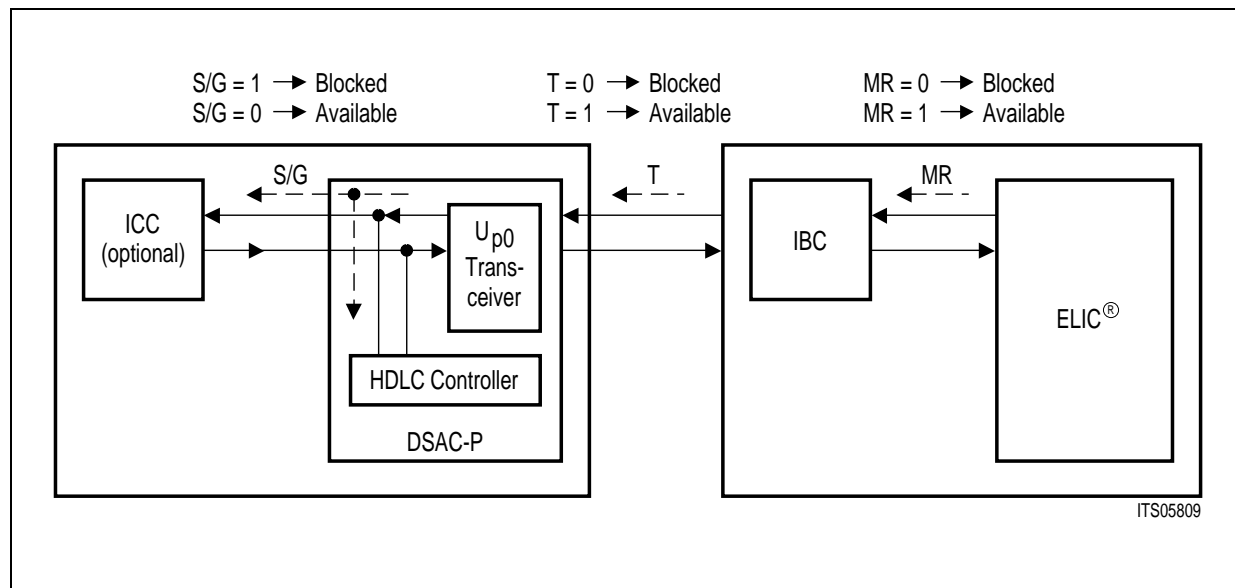 S/G = 1 → Blocked
S/G = 0 → Available
T = 0 → Blocked
T = 1 → Available
MR = 0 → Blocked
MR = 1 → Available
S/G
T
MR
ICC
(optional)
Up0
Trans-
ceiver
HDLC Controller
DSAC-P
IBC
ELIC®
ITS05809